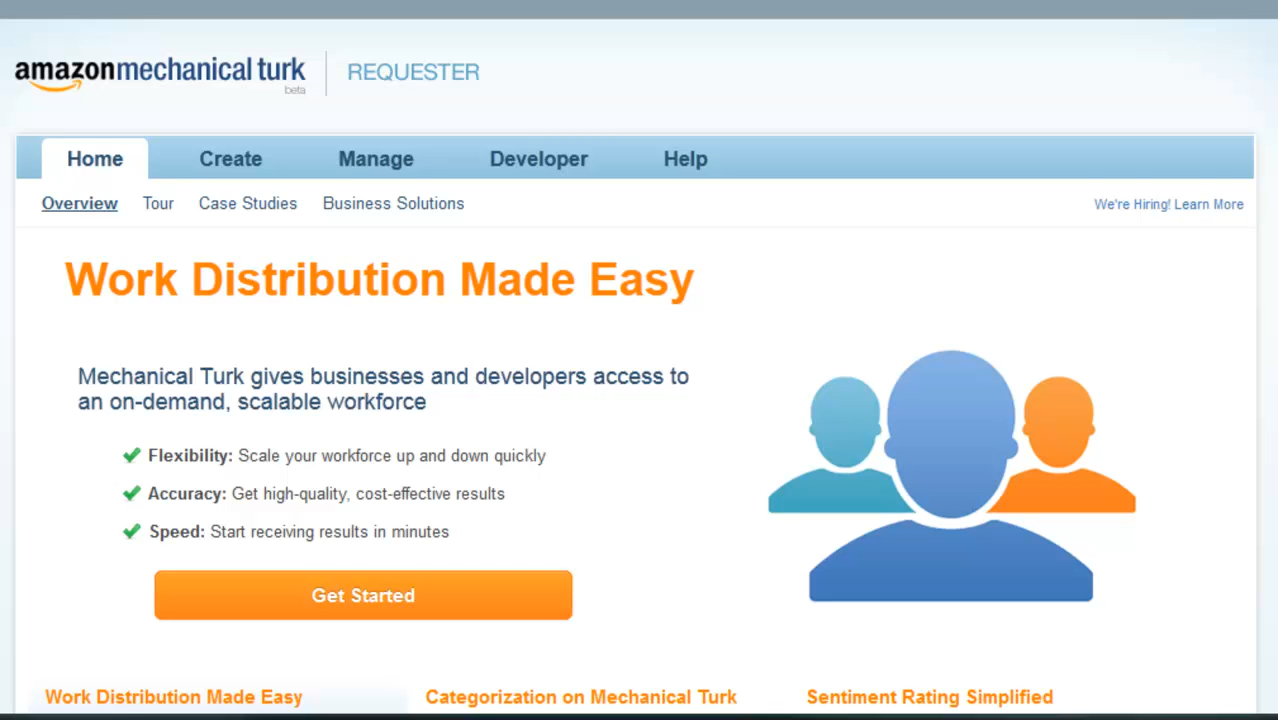 amazonmechanical turk
beta
REQUESTER
Home Create Manage Developer Help
Overview Tour Case Studies Business Solutions We're Hiring! Learn More
Work Distribution Made Easy
Mechanical Turk gives businesses and developers access to
an on-demand, scalable workforce
Flexibility: Scale your workforce up and down quickly
Accuracy: Get high-quality, cost-effective results
Speed: Start receiving results in minutes
Get Started
Work Distribution Made Easy Categorization on Mechanical Turk Sentiment Rating Simplified